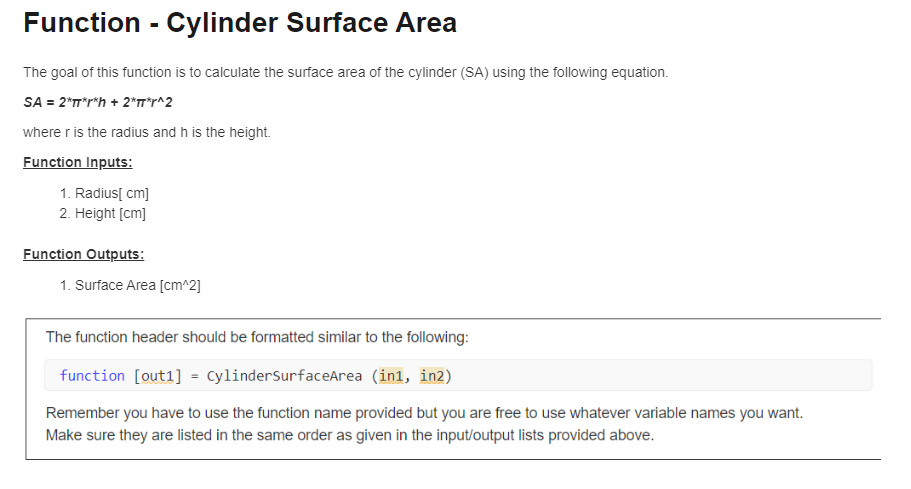 Function - Cylinder Surface Area
The goal of this function is to calculate the surface area of the cylinder (SA) using the following equation.
SA = 2*π*r*h + 2*π*r^2
where r is the radius and h is the height.
Function Inputs:
1. Radius[ cm]
2. Height [cm]
Function Outputs:
1. Surface Area [cm^2]
The function header should be formatted similar to the following:
function [out1] = CylinderSurfaceArea (in1, in2)
Remember you have to use the function name provided but you are free to use whatever variable names you want.
Make sure they are listed in the same order as given in the input/output lists provided above.